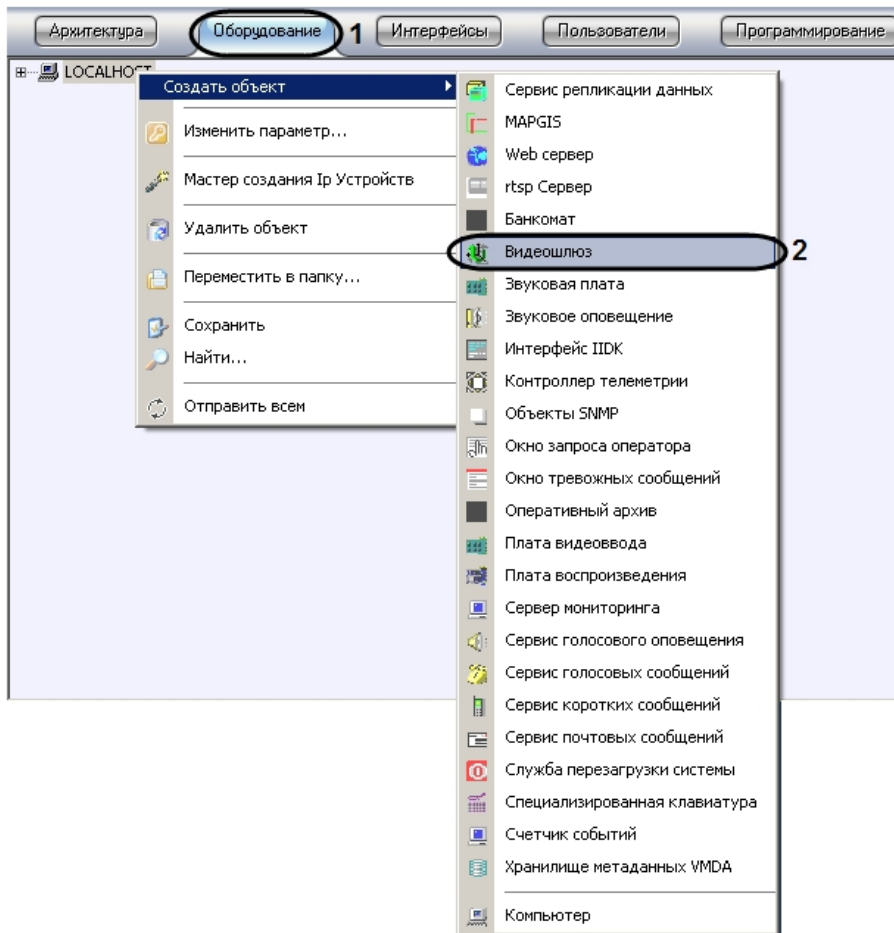 Архитектура Оборудование 1 Интерфейсы Пользователи Программирование
LOCALHOST
Создать объект
Изменить параметр...
Мастер создания Ip Устройств
Удалить объект
Переместить в папку...
Сохранить
Найти...
Отправить всем
Сервис репликации данных
MAPGIS
Web сервер
rtsp Сервер
Банкомат
Видеошлюз 2
Звуковая плата
Звуковое оповещение
Интерфейс IIDK
Контроллер телеметрии
Объекты SNMP
Окно запроса оператора
Окно тревожных сообщений
Оперативный архив
Плата видеоввода
Плата воспроизведения
Сервер мониторинга
Сервис голосового оповещения
Сервис голосовых сообщений
Сервис коротких сообщений
Сервис почтовых сообщений
Служба перезагрузки системы
Специализированная клавиатура
Счетчик событий
Хранилище метаданных VMDA
Компьютер